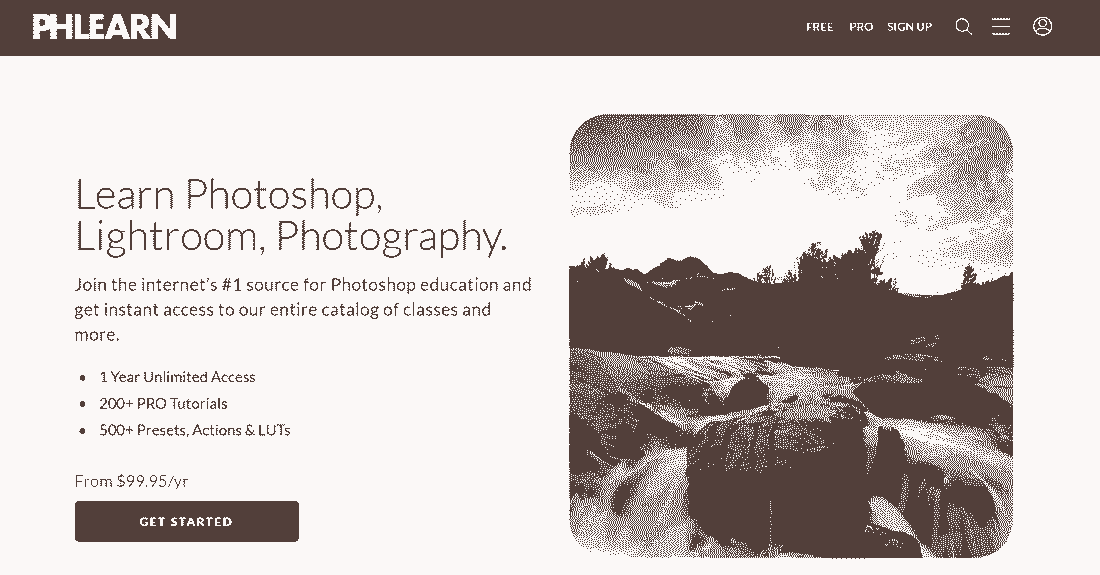 PHLEARN
FREE PRO SIGN UP
Learn Photoshop,
Lightroom, Photography.
Join the internet’s #1 source for Photoshop education and
get instant access to our entire catalog of classes and
more.
• 1 Year Unlimited Access
• 200+ PRO Tutorials
• 500+ Presets, Actions & LUTs
From $99.95/yr
GET STARTED